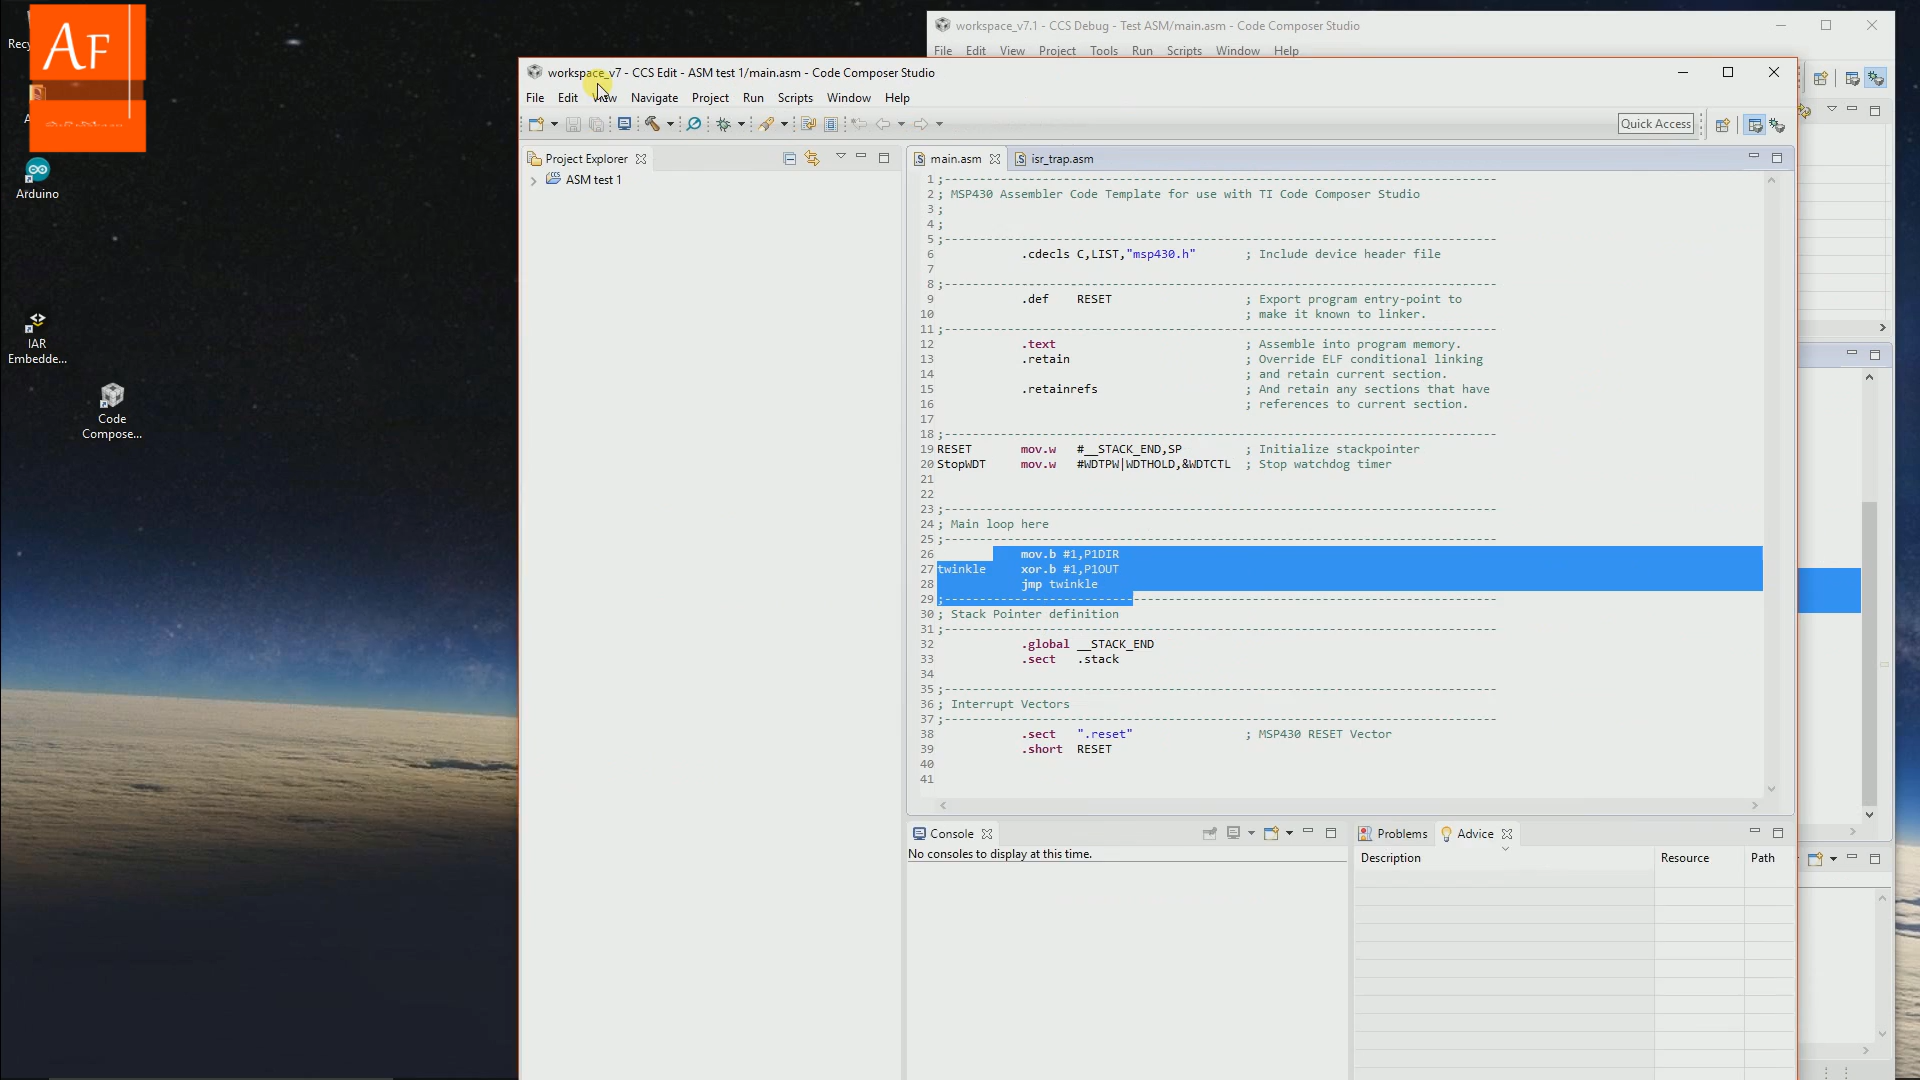 AF
Recy
Arduino
IAR
Embedde...
Code
Compose...
workspace_v7.1 - CCS Debug - Test ASM/main.asm - Code Composer Studio
File Edit View Project Tools Run Scripts Window Help
workspace_v7 - CCS Edit - ASM test 1/main.asm - Code Composer Studio
File Edit View Navigate Project Run Scripts Window Help
Quick Access
Project Explorer
ASM test 1
main.asm
isr_trap.asm
1 ;-------------------------------------------------------------------------------
2 ; MSP430 Assembler Code Template for use with TI Code Composer Studio
3 ;
4 ;
5 ;-------------------------------------------------------------------------------
6 .cdecls C,LIST,"msp430.h" ; Include device header file
7
8 ;-------------------------------------------------------------------------------
9 .def RESET ; Export program entry-point to
10 ; make it known to linker.
11 ;-------------------------------------------------------------------------------
12 .text ; Assemble into program memory.
13 .retain ; Override ELF conditional linking
14 ; and retain current section.
15 .retainrefs ; And retain any sections that have
16 ; references to current section.
17
18 ;-------------------------------------------------------------------------------
19 RESET mov.w #__STACK_END,SP ; Initialize stackpointer
20 StopWDT mov.w #WDTPW|WDTHOLD,&WDTCTL ; Stop watchdog timer
21
22
23 ;-------------------------------------------------------------------------------
24 ; Main loop here
25 ;-------------------------------------------------------------------------------
26 mov.b #1,P1DIR
27 twinkle xor.b #1,P1OUT
28 jmp twinkle
29 ;-------------------------------------------------------------------------------
30 ; Stack Pointer definition
31 ;-------------------------------------------------------------------------------
32 .global __STACK_END
33 .sect .stack
34
35 ;-------------------------------------------------------------------------------
36 ; Interrupt Vectors
37 ;-------------------------------------------------------------------------------
38 .sect ".reset" ; MSP430 RESET Vector
39 .short RESET
40
41
Console
No consoles to display at this time.
Problems
Advice
Description Resource Path